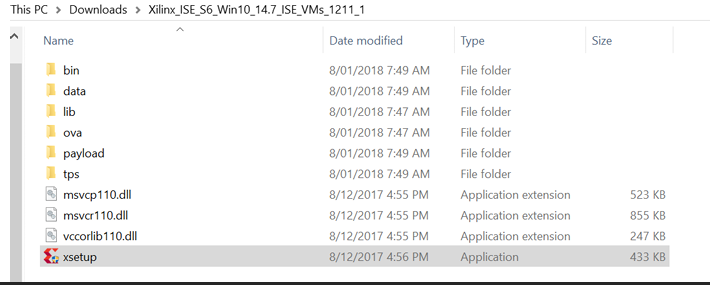 This PC > Downloads > Xilinx_ISE_S6_Win10_14.7_ISE_VMs_1211_1
Name Date modified Type Size
bin 8/01/2018 7:49 AM File folder
data 8/01/2018 7:49 AM File folder
lib 8/01/2018 7:47 AM File folder
ova 8/01/2018 7:47 AM File folder
payload 8/01/2018 7:49 AM File folder
tps 8/01/2018 7:49 AM File folder
msvcp110.dll 8/12/2017 4:55 PM Application extension 523 KB
msvcr110.dll 8/12/2017 4:55 PM Application extension 855 KB
vccorlib110.dll 8/12/2017 4:55 PM Application extension 247 KB
xsetup 8/12/2017 4:56 PM Application 433 KB